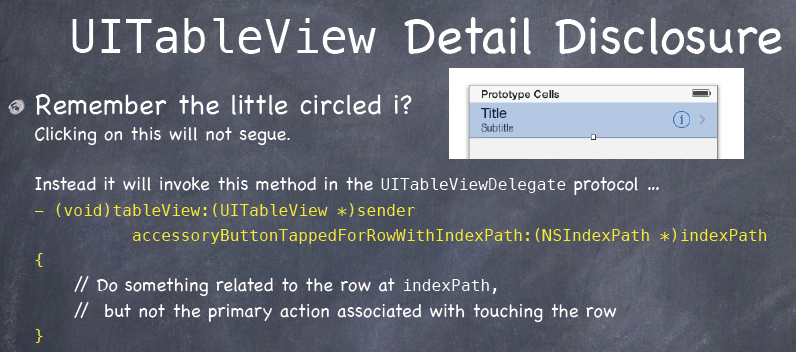 UITableView Detail Disclosure
Remember the little circled i?
Clicking on this will not segue.
Prototype Cells
Title
Subtitle
i
Instead it will invoke this method in the UITableViewDelegate protocol ...
– (void)tableView:(UITableView *)sender
accessoryButtonTappedForRowWithIndexPath:(NSIndexPath *)indexPath
{
// Do something related to the row at indexPath,
// but not the primary action associated with touching the row
}